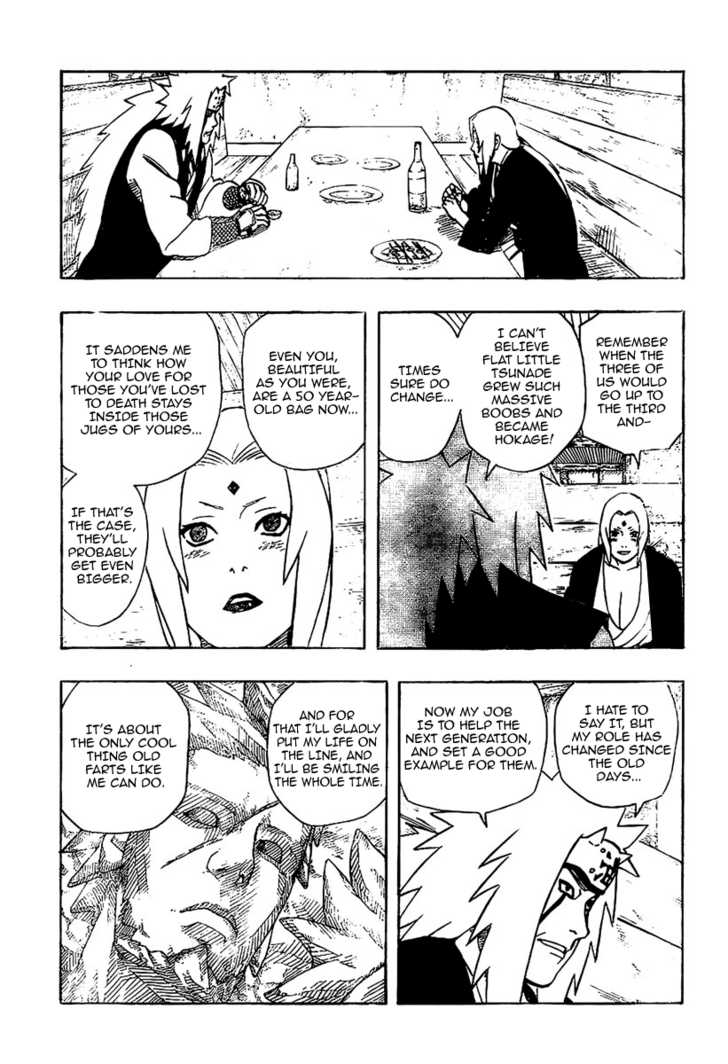 REMEMBER
WHEN THE
THREE OF
US WOULD
GO UP TO
THE THIRD
AND-
I CAN'T
BELIEVE
FLAT LITTLE
TSUNADE
GREW SUCH
MASSIVE
BOOBS AND
BECAME
HOKAGE!
TIMES
SURE DO
CHANGE...
EVEN YOU,
BEAUTIFUL
AS YOU WERE,
ARE A 50 YEAR-
OLD BAG NOW...
IT SADDENS ME
TO THINK HOW
YOUR LOVE FOR
THOSE YOU'VE LOST
TO DEATH STAYS
INSIDE THOSE
JUGS OF YOURS...
IF THAT'S
THE CASE,
THEY'LL
PROBABLY
GET EVEN
BIGGER.
I HATE TO
SAY IT, BUT
MY ROLE HAS
CHANGED SINCE
THE OLD
DAYS...
NOW MY JOB
IS TO HELP THE
NEXT GENERATION,
AND SET A GOOD
EXAMPLE FOR THEM.
AND FOR
THAT I'LL GLADLY
PUT MY LIFE ON
THE LINE, AND
I'LL BE SMILING
THE WHOLE TIME.
IT'S ABOUT
THE ONLY COOL
THING OLD
FARTS LIKE
ME CAN DO.